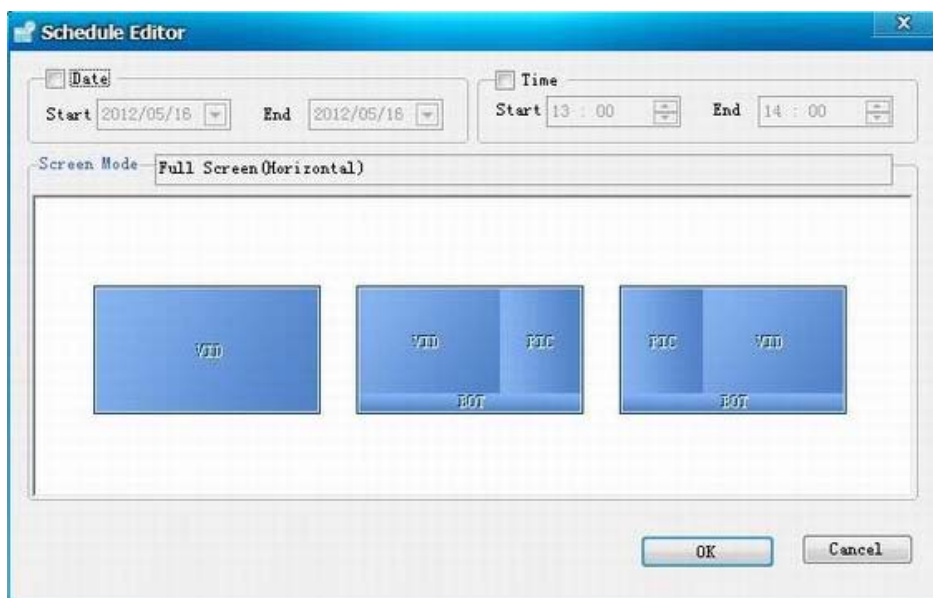 Schedule Editor
Date
Start 2012/05/16 End 2012/05/16
Time
Start 13 : 00 End 14 : 00
Screen Mode Full Screen(Horizontal)
VID
VID PIC
BOT
PIC VID
BOT
OK Cancel